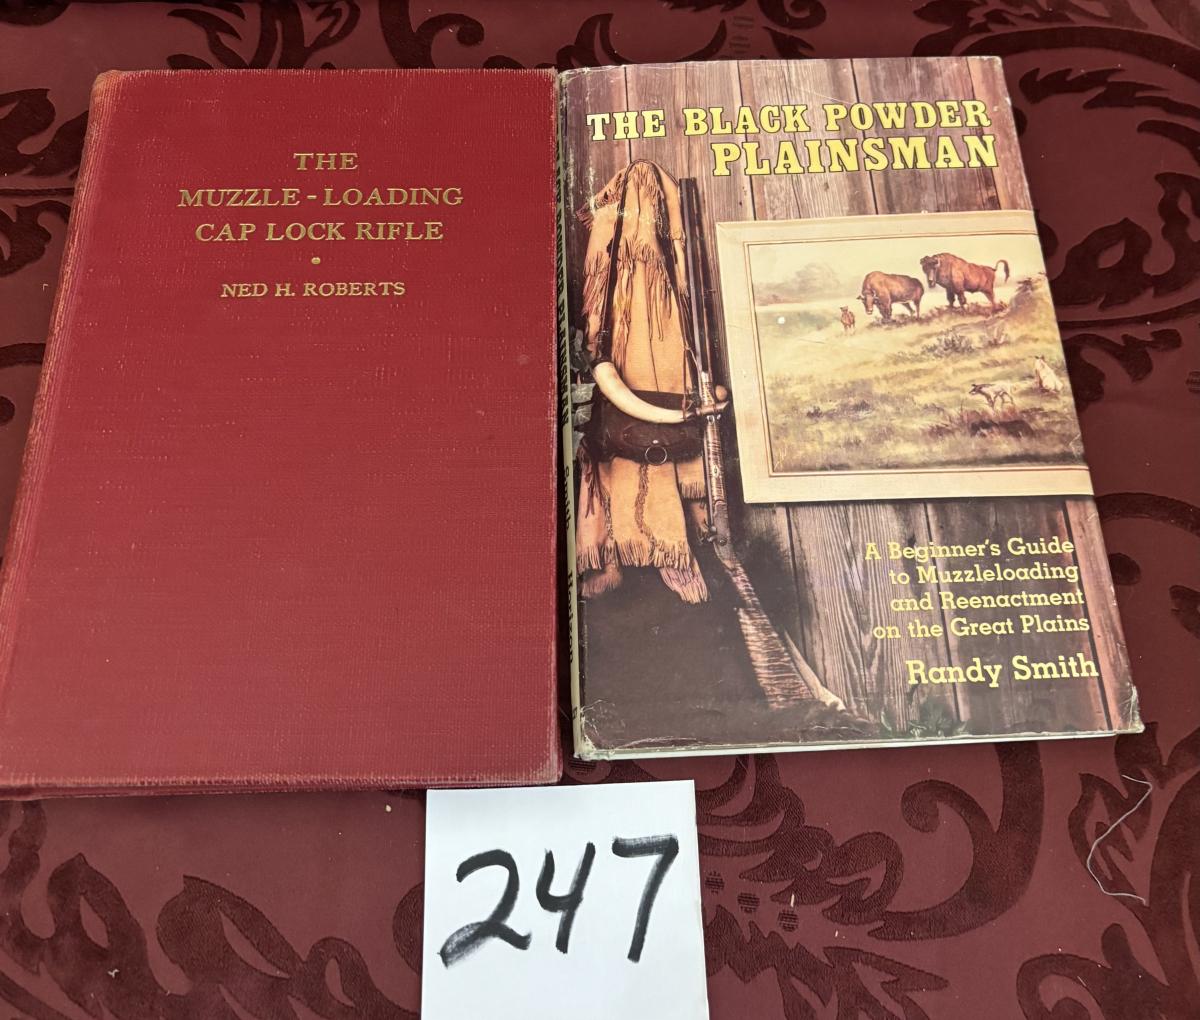 THE
MUZZLE-LOADING
CAP LOCK RIFLE
NED H. ROBERTS
THE BLACK POWDER
PLAINSMAN
A Beginner's Guide
to Muzzleloading
and Reenactment
on the Great Plains
Randy Smith
247